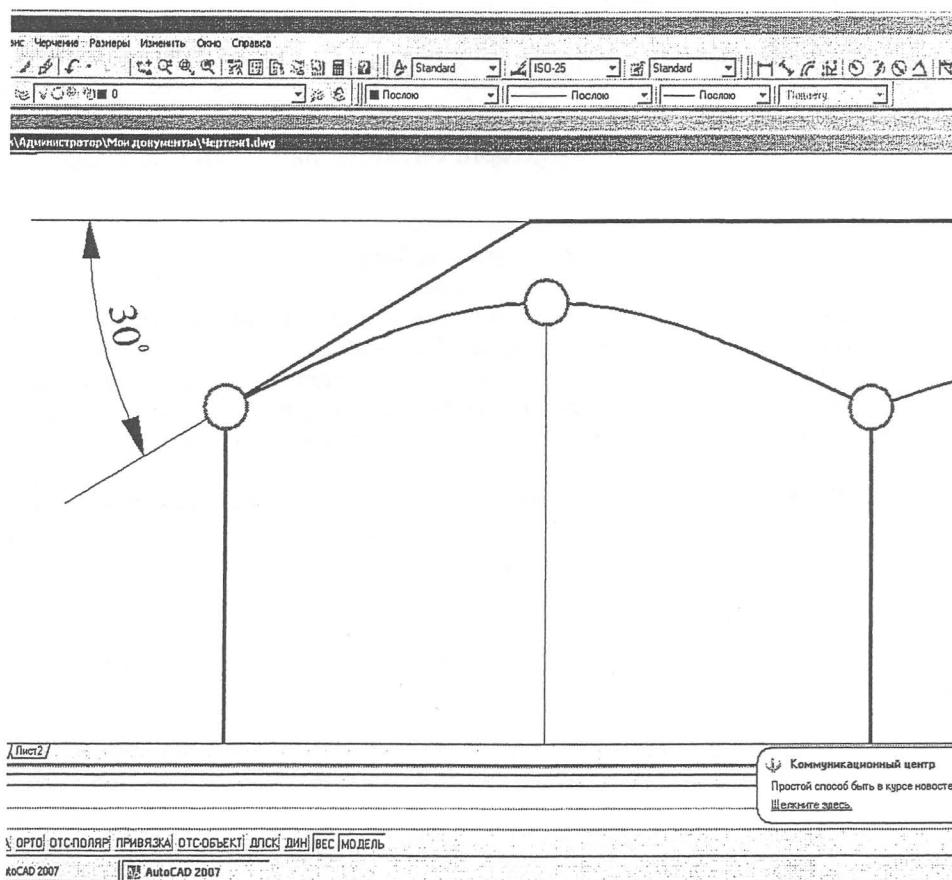 Черчение Размеры Изменить Окно Справка
Standard ISO-25 Standard
0 Послою Послою Послою
\Администратор\Мои документы\Чертеж1.dwg
30°
Лист2
Коммуникационный центр
Простой способ быть в курсе новосте
Щелкните здесь.
ОРТО ОТС-ПОЛЯР ПРИВЯЗКА ОТС-ОБЪЕКТ ДПСК ДИН ВЕС МОДЕЛЬ
toCAD 2007 AutoCAD 2007